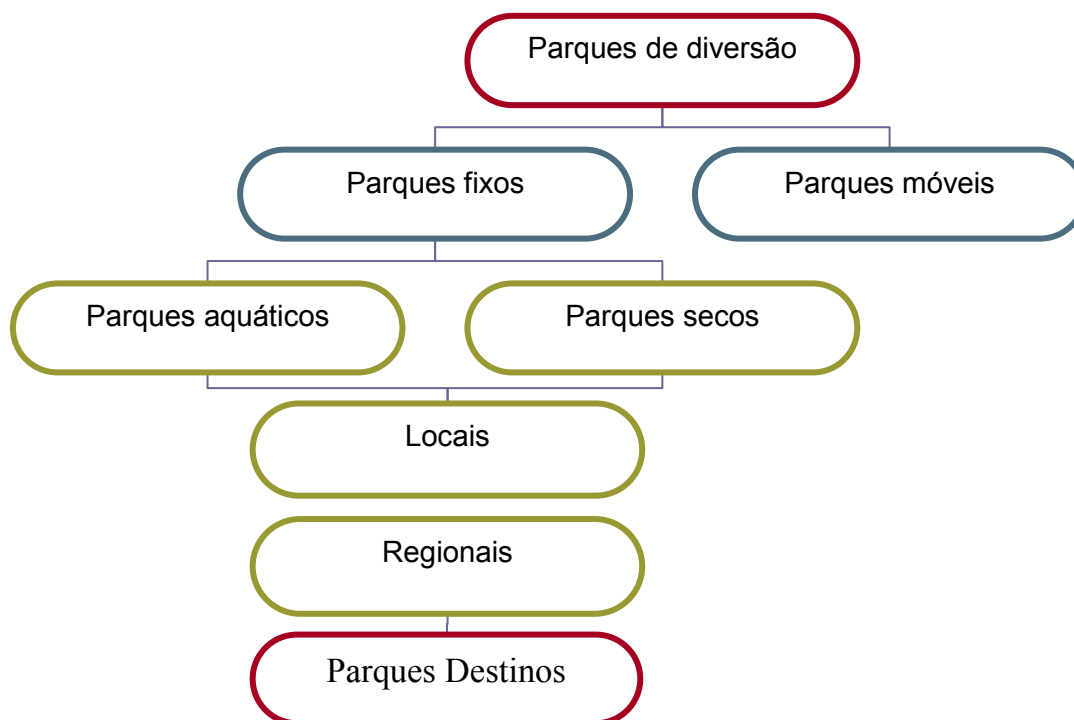 Parques de diversão
Parques fixos
Parques móveis
Parques aquáticos
Parques secos
Locais
Regionais
Parques Destinos